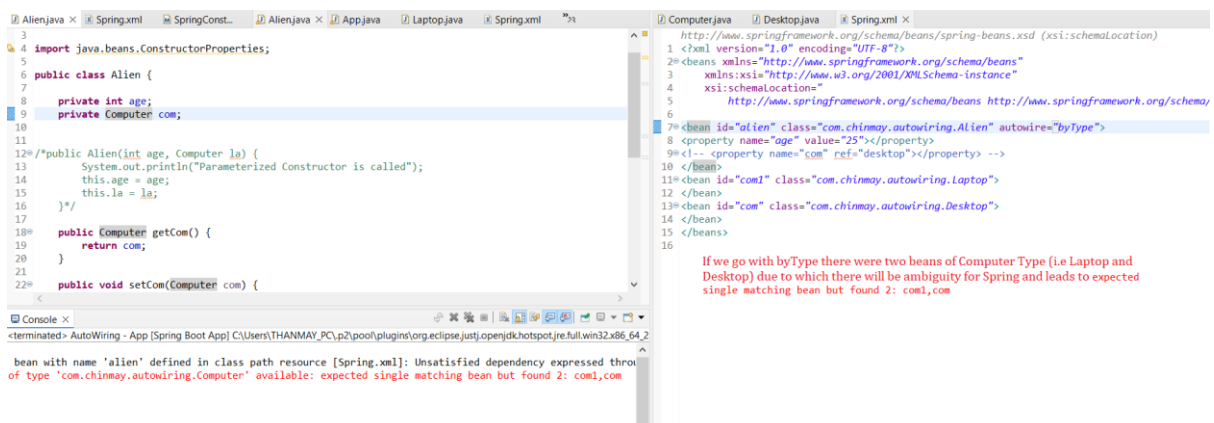 Alien.java × Spring.xml SpringConst... Alien.java × App.java Laptop.java Spring.xml »23
3
4 import java.beans.ConstructorProperties;
5
6 public class Alien {
7
8 private int age;
9 private Computer com;
10
11
12 /*public Alien(int age, Computer la) {
13 System.out.println("Parameterized Constructor is called");
14 this.age = age;
15 this.la = la;
16 }*/
17
18 public Computer getCom() {
19 return com;
20 }
21
22 public void setCom(Computer com) {
Console ×
<terminated> AutoWiring - App [Spring Boot App] C:\Users\THANMAY_PC\.p2\pool\plugins\org.eclipse.justj.openjdk.hotspot.jre.full.win32.x86_64_2
bean with name 'alien' defined in class path resource [Spring.xml]: Unsatisfied dependency expressed throu
of type 'com.chinmay.autowiring.Computer' available: expected single matching bean but found 2: com1,com
Computer.java Desktop.java Spring.xml ×
http://www.springframework.org/schema/beans/spring-beans.xsd (xsi:schemaLocation)
1 <?xml version="1.0" encoding="UTF-8"?>
2 <beans xmlns="http://www.springframework.org/schema/beans"
3 xmlns:xsi="http://www.w3.org/2001/XMLSchema-instance"
4 xsi:schemaLocation="
5 http://www.springframework.org/schema/beans http://www.springframework.org/schema/
6
7 <bean id="alien" class="com.chinmay.autowiring.Alien" autowire="byType">
8 <property name="age" value="25"></property>
9 <!-- <property name="com" ref="desktop"></property> -->
10 </bean>
11 <bean id="com1" class="com.chinmay.autowiring.Laptop">
12 </bean>
13 <bean id="com" class="com.chinmay.autowiring.Desktop">
14 </bean>
15 </beans>
16
If we go with byType there were two beans of Computer Type (i.e Laptop and
Desktop) due to which there will be ambiguity for Spring and leads to expected
single matching bean but found 2: com1,com